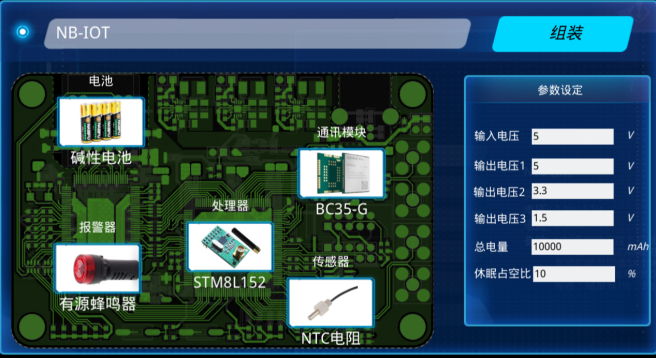 NB-IOT
组装
电池
碱性电池
通讯模块
BC35-G
报警器
有源蜂鸣器
处理器
STM8L152
传感器
NTC电阻
参数设定
输入电压 5 V
输出电压1 5 V
输出电压2 3.3 V
输出电压3 1.5 V
总电量 10000 mAh
休眠占空比 10 %